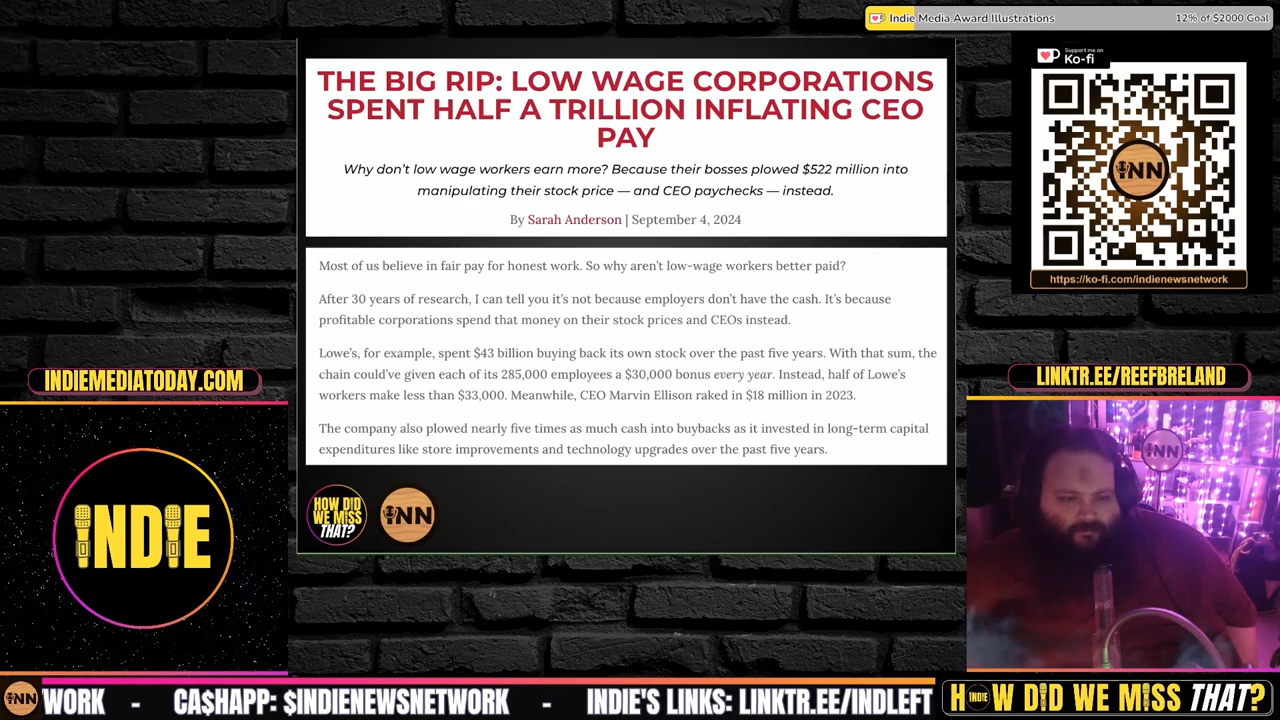 Indie Media Award Illustrations
12% of $2000 Goal
THE BIG RIP: LOW WAGE CORPORATIONS
SPENT HALF A TRILLION INFLATING CEO
PAY
Why don't low wage workers earn more? Because their bosses plowed $522 million into
manipulating their stock price — and CEO paychecks — instead.
By Sarah Anderson | September 4, 2024
Most of us believe in fair pay for honest work. So why aren't low-wage workers better paid?
After 30 years of research, I can tell you it's not because employers don't have the cash. It's because
profitable corporations spend that money on their stock prices and CEOs instead.
Lowe's, for example, spent $43 billion buying back its own stock over the past five years. With that sum, the
chain could've given each of its 285,000 employees a $30,000 bonus every year. Instead, half of Lowe's
workers make less than $33,000. Meanwhile, CEO Marvin Ellison raked in $18 million in 2023.
The company also plowed nearly five times as much cash into buybacks as it invested in long-term capital
expenditures like store improvements and technology upgrades over the past five years.
HOW DID
WE MISS
THAT?
INN
Support me on
Ko-fi
INN
https://ko-fi.com/indienewsnetwork
INDIEMEDIATODAY.COM
INDIE
LINKTR.EE/REEFBRELAND
INN
INN
WORK - CA$HAPP: $INDIENEWSNETWORK - INDIE'S LINKS: LINKTR.EE/INDLEFT
HOW DID WE MISS THAT?